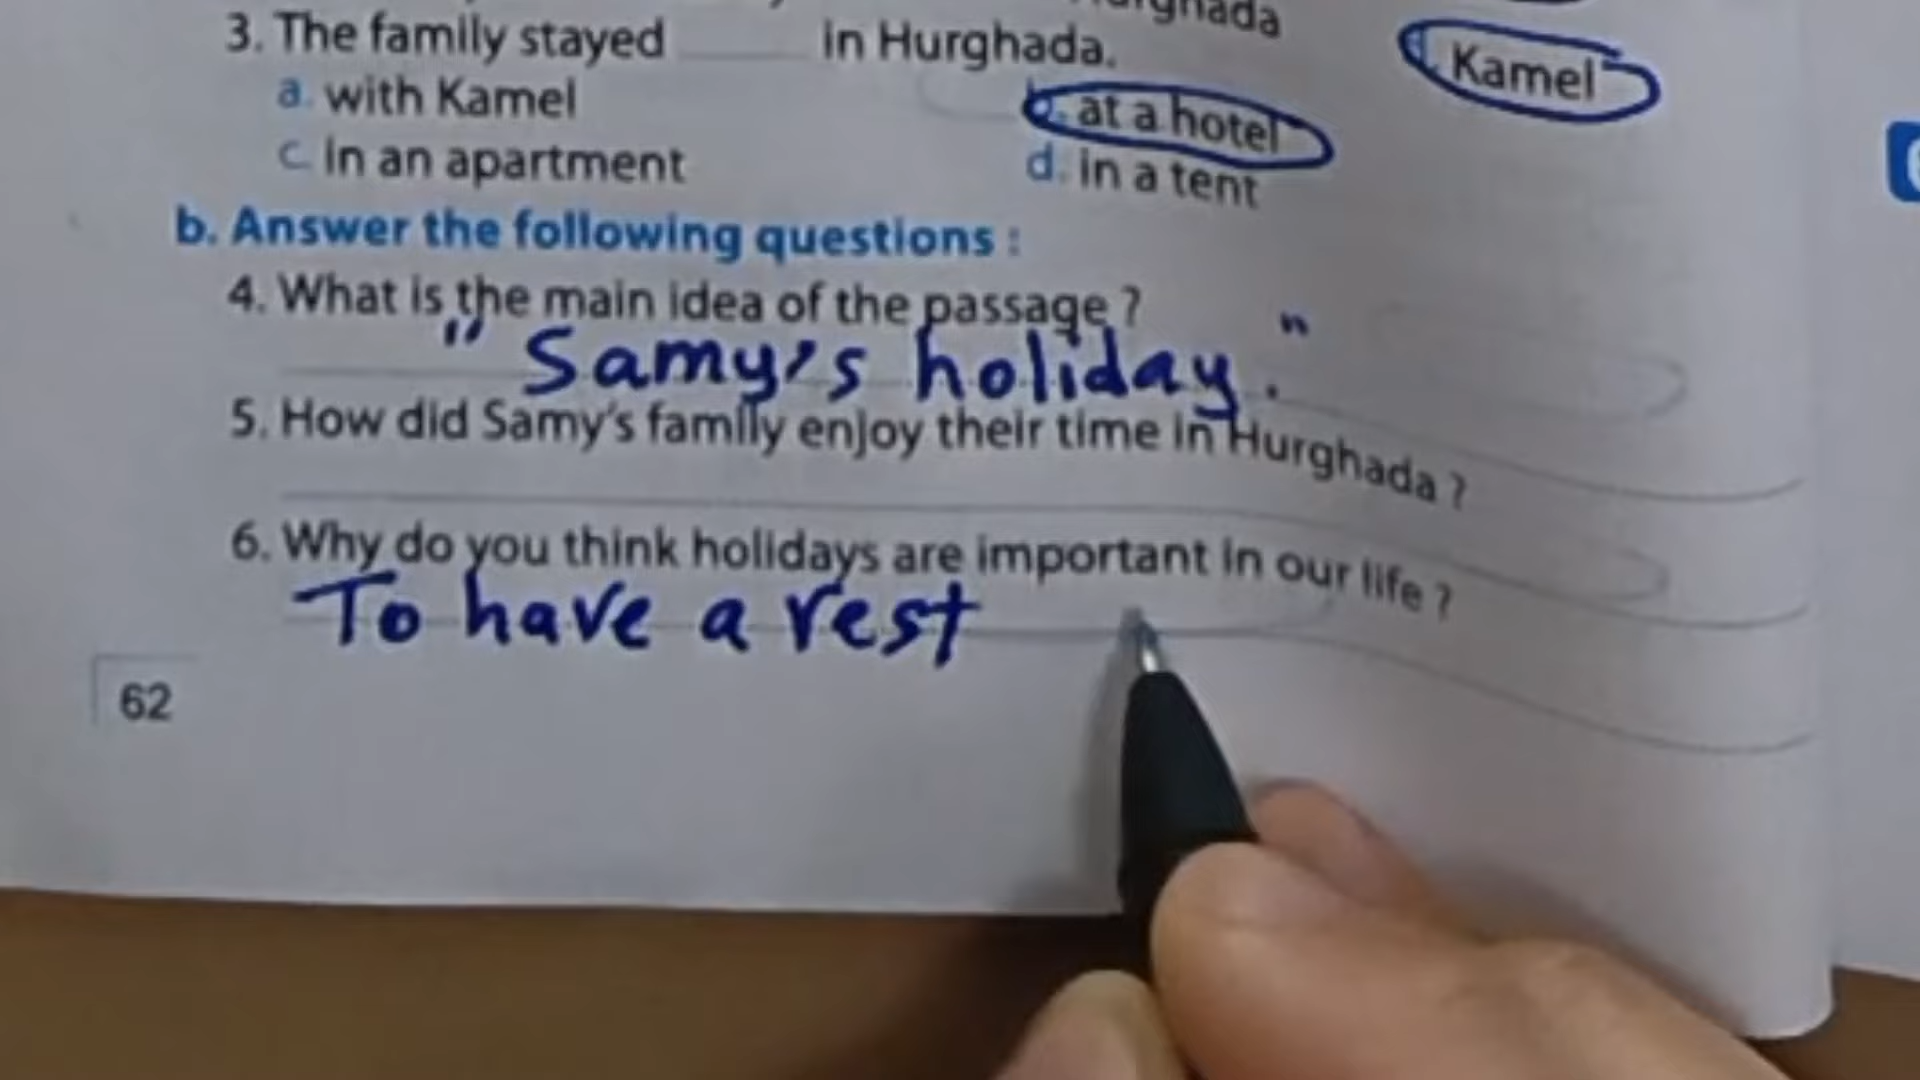 3. The family stayed ____ in Hurghada.
Kamel
a. with Kamel b. at a hotel
c. in an apartment d. in a tent
b. Answer the following questions :
4. What is the main idea of the passage ?
" Samy's holiday. "
5. How did Samy's family enjoy their time in Hurghada ?
6. Why do you think holidays are important in our life ?
To have a rest
62